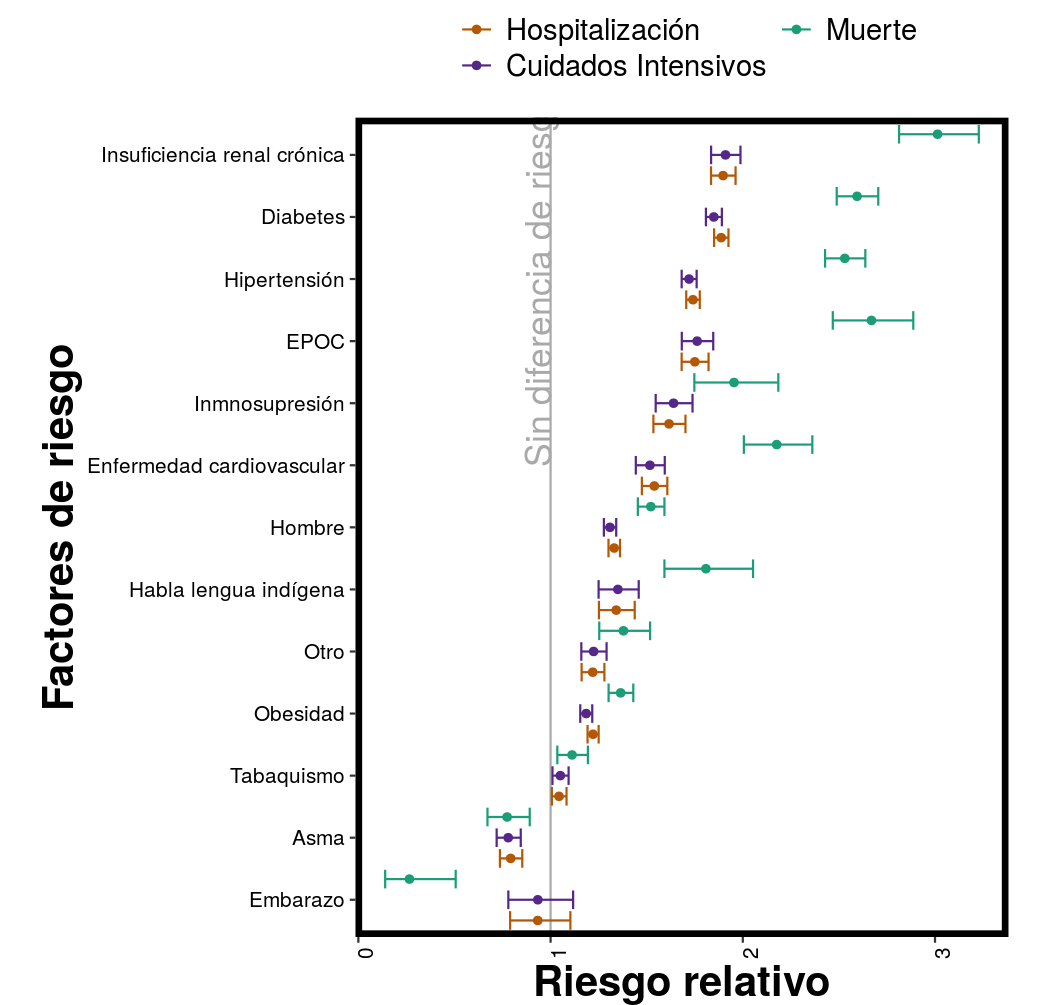 Hospitalización
Muerte
Cuidados Intensivos
Sin diferencia de riesg
Factores de riesgo
Insuficiencia renal crónica
Diabetes
Hipertensión
EPOC
Inmnosupresión
Enfermedad cardiovascular
Hombre
Habla lengua indígena
Otro
Obesidad
Tabaquismo
Asma
Embarazo
0
1
2
3
Riesgo relativo